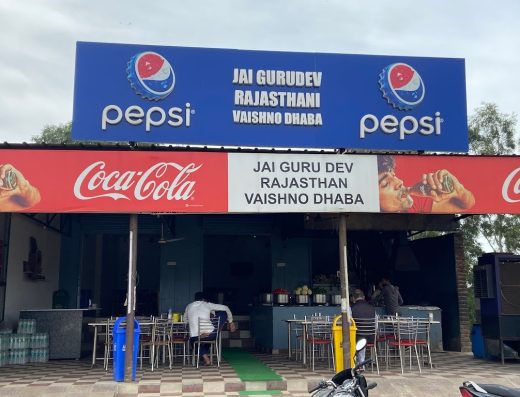 JAI GURUDEV
RAJASTHANI
VAISHNO DHABA
pepsi
pepsi
Coca-Cola
JAI GURU DEV
RAJASTHAN
VAISHNO DHABA